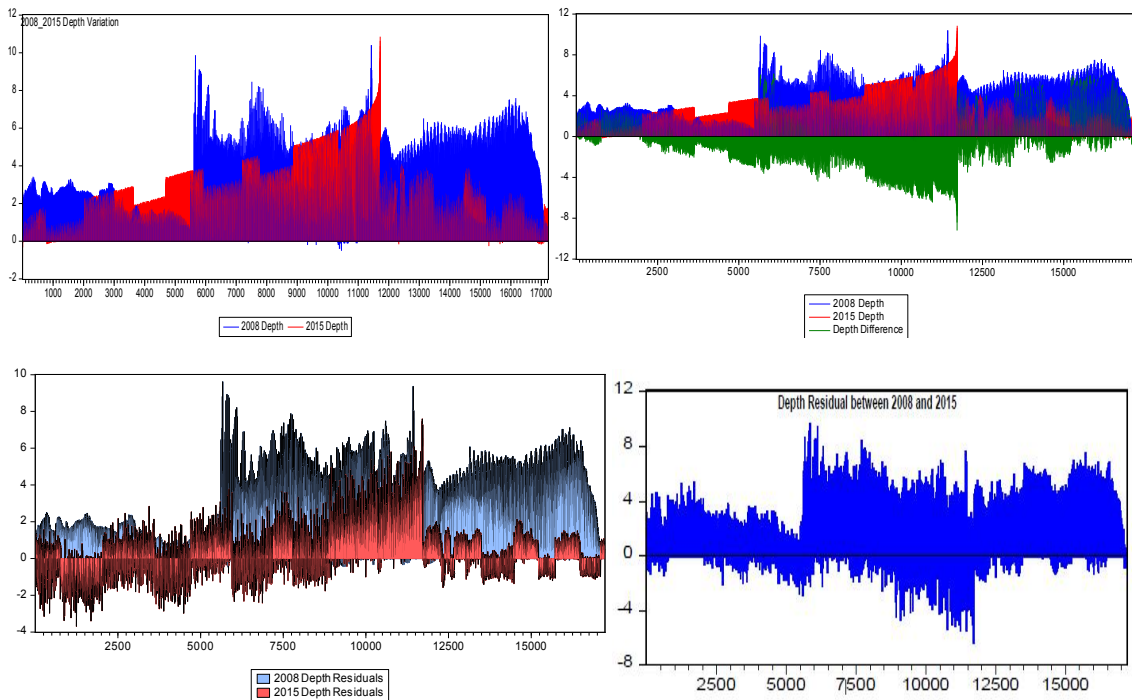 2008_2015 Depth Variation
12
10
8
6
4
2
0
-2
1000 2000 3000 4000 5000 6000 7000 8000 9000 10000 11000 12000 13000 14000 15000 16000 17000
2008 Depth 2015 Depth
12
8
4
0
-4
-8
-12
2500 5000 7500 10000 12500 15000
2008 Depth
2015 Depth
Depth Difference
10
8
6
4
2
0
-2
-4
2500 5000 7500 10000 12500 15000
2008 Depth Residuals
2015 Depth Residuals
Depth Residual between 2008 and 2015
12
8
4
0
-4
-8
2500 5000 7500 10000 12500 15000